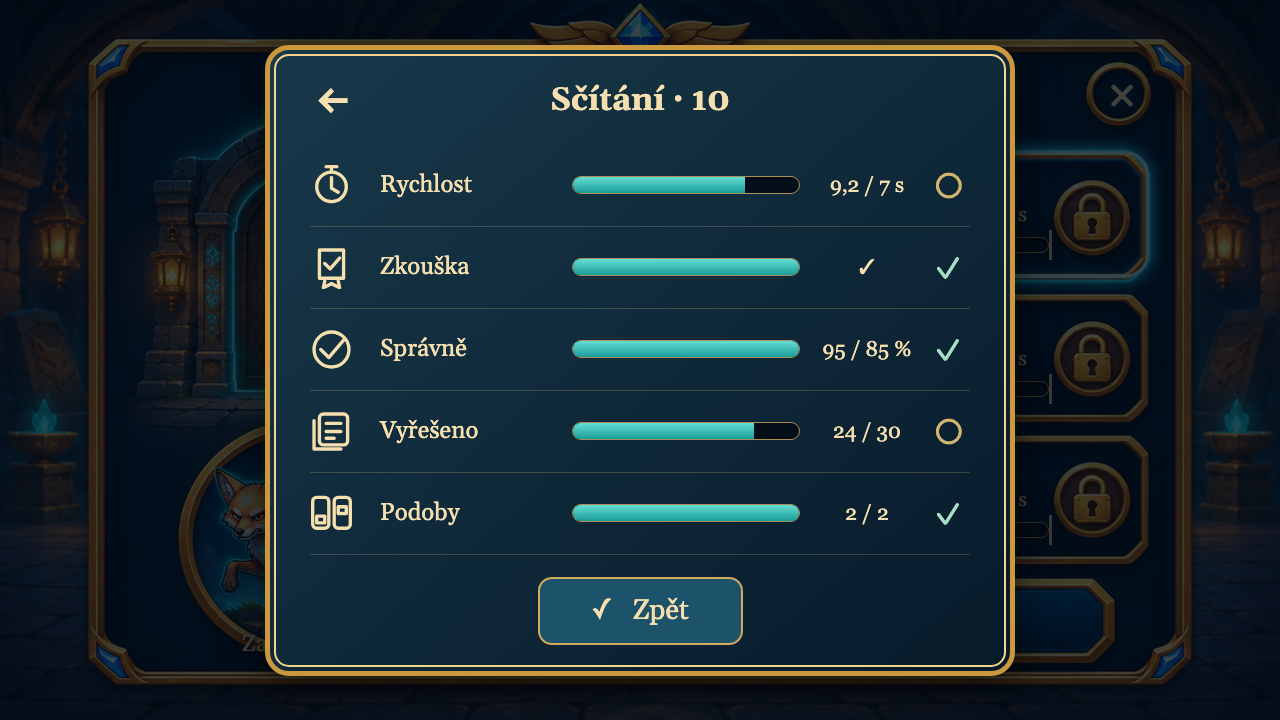 Sčítání · 10
Rychlost 9,2 / 7 s
Zkouška ✓
Správně 95 / 85 %
Vyřešeno 24 / 30
Podoby 2 / 2
✓ Zpět
s
s
s